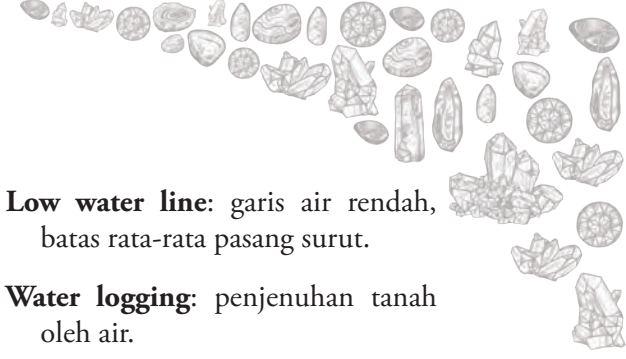 Low water line: garis air rendah,
batas rata-rata pasang surut.
Water logging: penjenuhan tanah
oleh air.